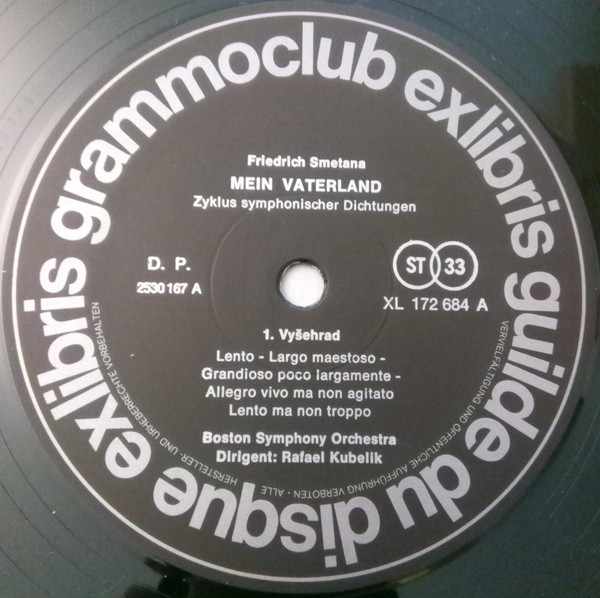 exlibris grammoclub exlibris guilde du disque
Friedrich Smetana
MEIN VATERLAND
Zyklus symphonischer Dichtungen
D. P.
2530 167 A
ST 33
XL 172 684 A
1. Vyšehrad
Lento - Largo maestoso -
Grandioso poco largamente -
Allegro vivo ma non agitato
Lento ma non troppo
Boston Symphony Orchestra
Dirigent: Rafael Kubelik
ALLE HERSTELLER- UND URHEBERRECHTE VORBEHALTEN
VERVIELFÄLTIGUNG UND ÖFFENTLICHE AUFFÜHRUNG VERBOTEN ·